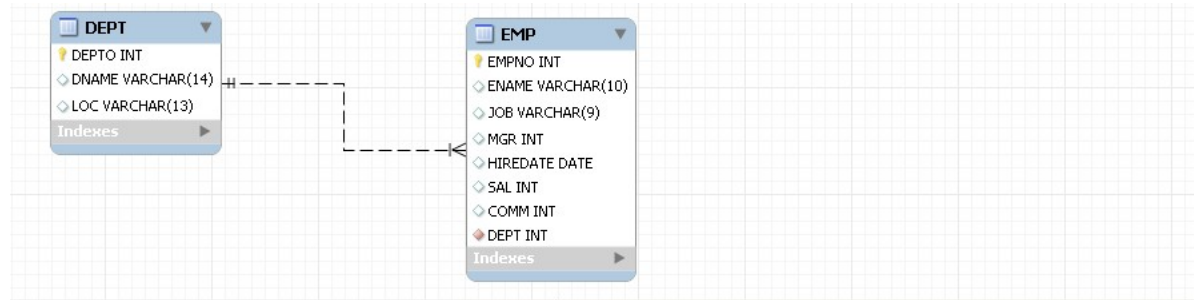 DEPT
DEPTO INT
DNAME VARCHAR(14)
LOC VARCHAR(13)
Indexes
EMP
EMPNO INT
ENAME VARCHAR(10)
JOB VARCHAR(9)
MGR INT
HIREDATE DATE
SAL INT
COMM INT
DEPT INT
Indexes